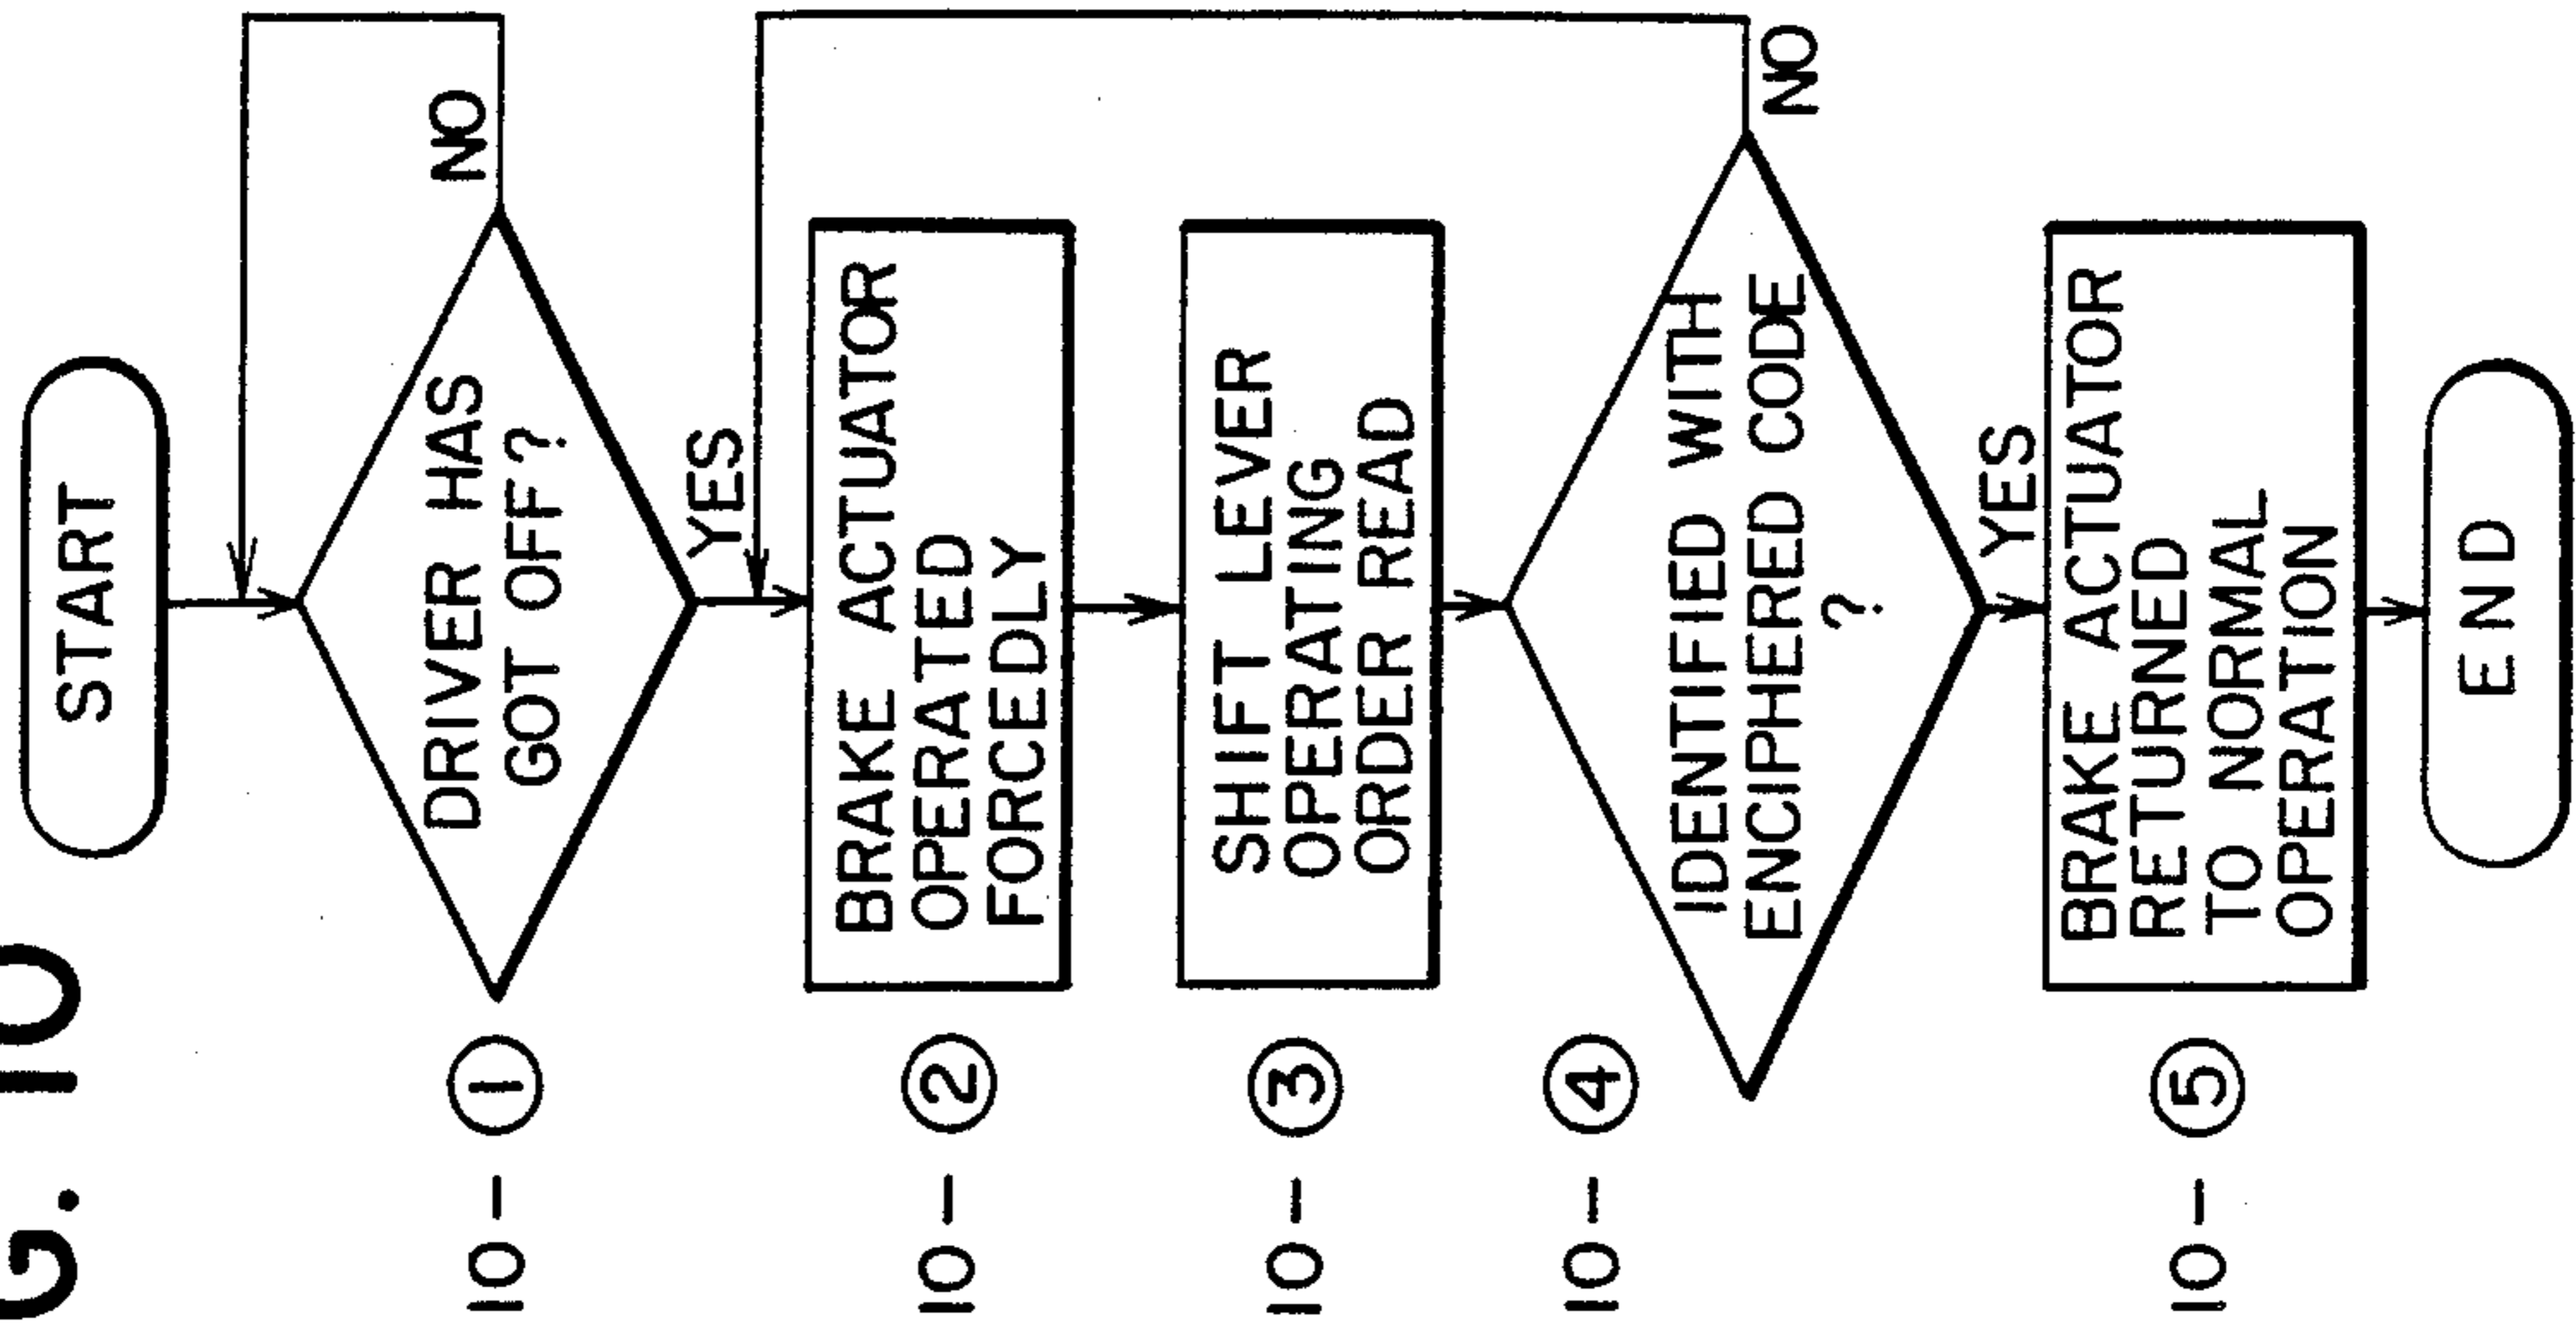 G. 10
START
10-①
DRIVER HAS
GOT OFF?
NO
YES
10-②
BRAKE ACTUATOR
OPERATED
FORCEDLY
10-③
SHIFT LEVER
OPERATING
ORDER READ
10-④
IDENTIFIED WITH
ENCIPHERED CODE
?
NO
YES
10-⑤
BRAKE ACTUATOR
RETURNED
TO NORMAL
OPERATION
END